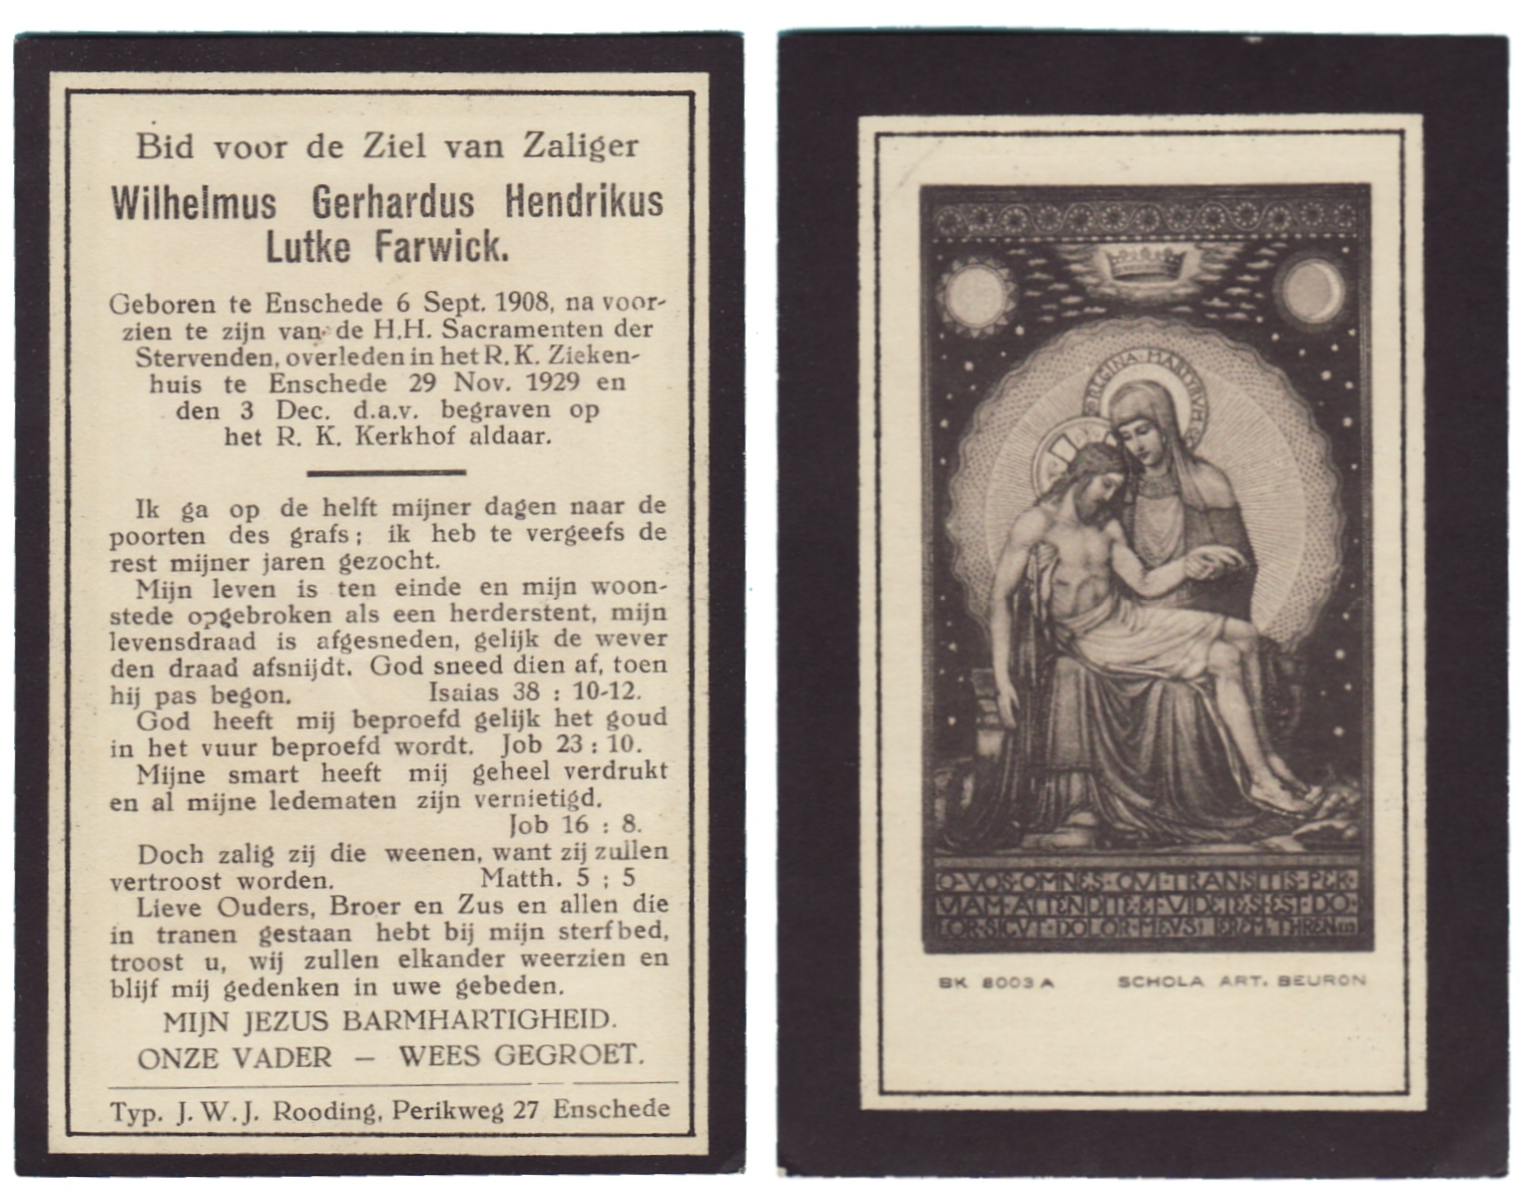 Bid voor de Ziel van Zaliger
Wilhelmus Gerhardus Hendrikus
Lutke Farwick.
Geboren te Enschede 6 Sept. 1908, na voor-
zien te zijn van de H.H. Sacramenten der
Stervenden, overleden in het R. K. Zieken-
huis te Enschede 29 Nov. 1929 en
den 3 Dec. d.a.v. begraven op
het R. K. Kerkhof aldaar.
Ik ga op de helft mijner dagen naar de
poorten des grafs; ik heb te vergeefs de
rest mijner jaren gezocht.
Mijn leven is ten einde en mijn woon-
stede opgebroken als een herderstent, mijn
levensdraad is afgesneden, gelijk de wever
den draad afsnijdt. God sneed dien af, toen
hij pas begon. Isaias 38 : 10-12.
God heeft mij beproefd gelijk het goud
in het vuur beproefd wordt. Job 23 : 10.
Mijne smart heeft mij geheel verdrukt
en al mijne ledematen zijn vernietigd.
Job 16 : 8.
Doch zalig zij die weenen, want zij zullen
vertroost worden. Matth. 5 ; 5
Lieve Ouders, Broer en Zus en allen die
in tranen gestaan hebt bij mijn sterfbed,
troost u, wij zullen elkander weerzien en
blijf mij gedenken in uwe gebeden.
MIJN JEZUS BARMHARTIGHEID.
ONZE VADER — WEES GEGROET.
Typ. J. W. J. Rooding, Perikweg 27 Enschede
REGINA MARTYRVM
O·VOS·OMNES·QVI·TRANSITIS·PER·
VIAM·ATTENDITE·ET·VIDETE·SI·EST·DO-
LOR·SICVT·DOLOR·MEVS! IEREM. THREN
BK 8003 A SCHOLA ART. BEURON